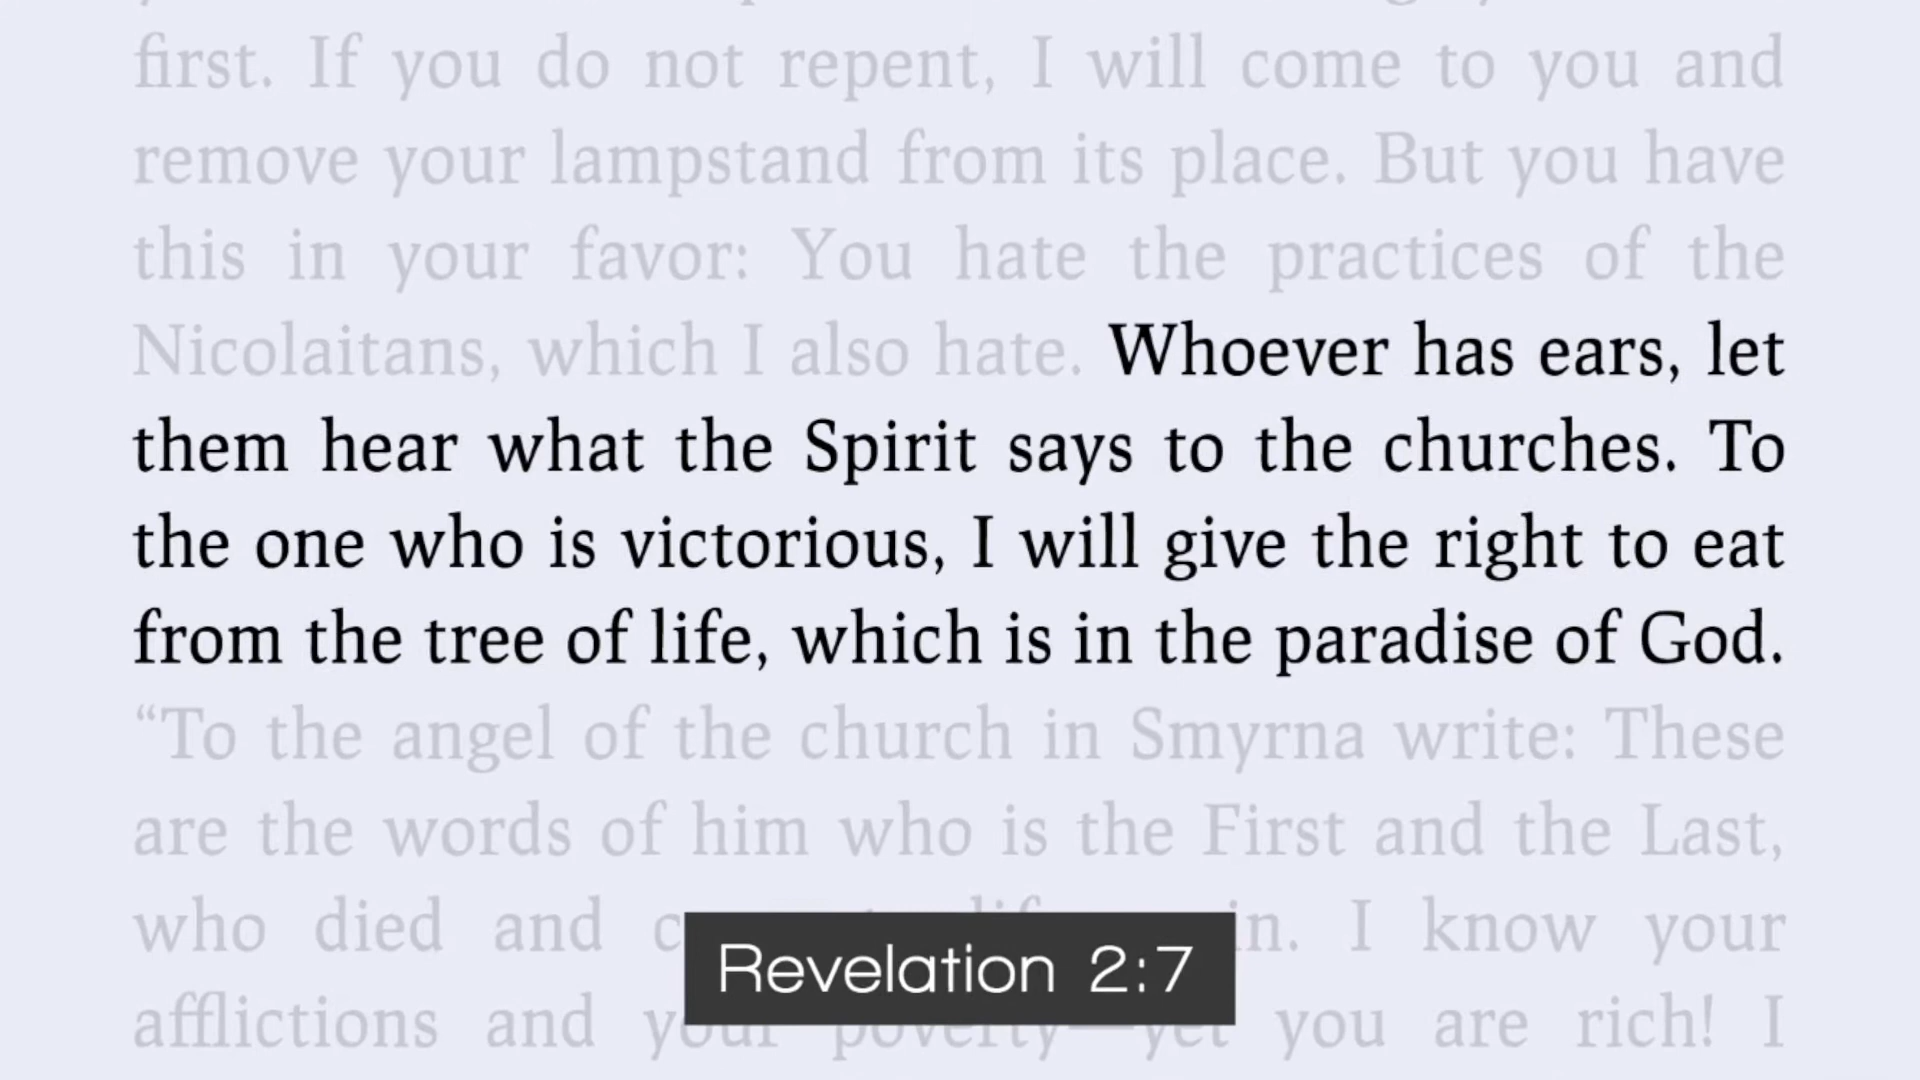 first. If you do not repent, I will come to you and
remove your lampstand from its place. But you have
this in your favor: You hate the practices of the
Nicolaitans, which I also hate. Whoever has ears, let
them hear what the Spirit says to the churches. To
the one who is victorious, I will give the right to eat
from the tree of life, which is in the paradise of God.
“To the angel of the church in Smyrna write: These
are the words of him who is the First and the Last,
who died and I know your
Revelation 2:7
afflictions and your poverty—yet you are rich! I